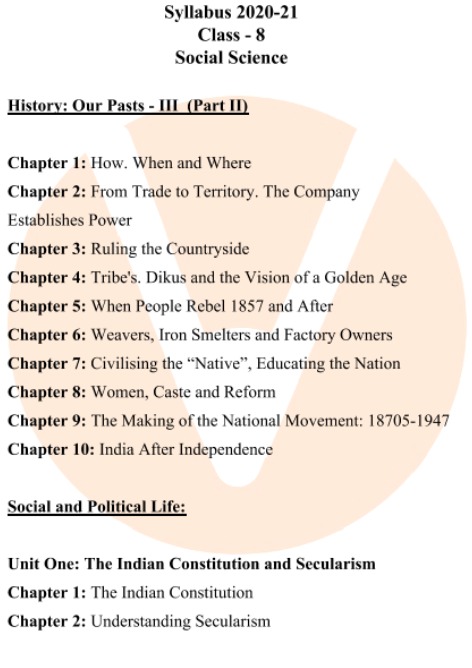 Syllabus 2020-21
Class - 8
Social Science
History: Our Pasts - III (Part II)
Chapter 1: How. When and Where
Chapter 2: From Trade to Territory. The Company
Establishes Power
Chapter 3: Ruling the Countryside
Chapter 4: Tribe's. Dikus and the Vision of a Golden Age
Chapter 5: When People Rebel 1857 and After
Chapter 6: Weavers, Iron Smelters and Factory Owners
Chapter 7: Civilising the “Native”, Educating the Nation
Chapter 8: Women, Caste and Reform
Chapter 9: The Making of the National Movement: 18705-1947
Chapter 10: India After Independence
Social and Political Life:
Unit One: The Indian Constitution and Secularism
Chapter 1: The Indian Constitution
Chapter 2: Understanding Secularism